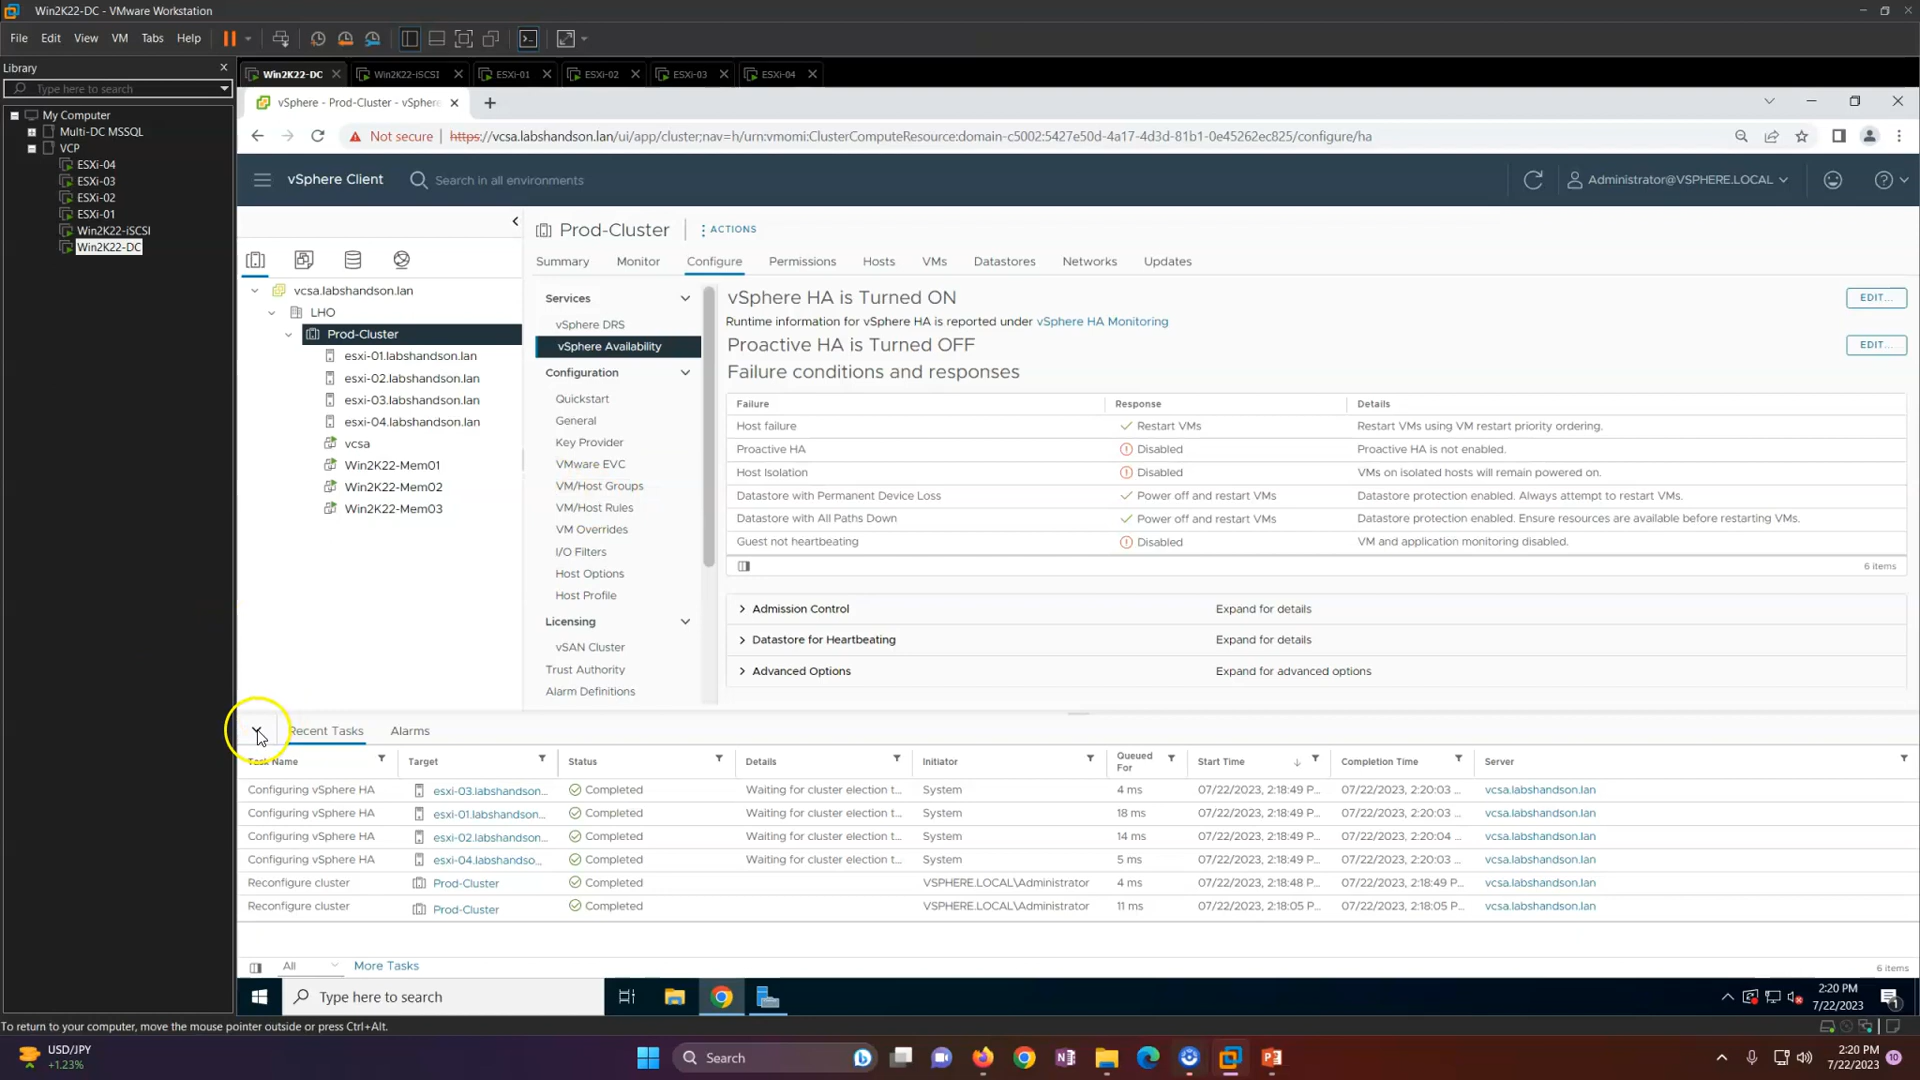 Win2K22-DC - VMware Workstation
File Edit View VM Tabs Help
Library
Type here to search
My Computer
Multi-DC MSSQL
VCP
ESXi-04
ESXi-03
ESXi-02
ESXi-01
Win2K22-iSCSI
Win2K22-DC
Win2K22-DC Win2K22-iSCSI ESXi-01 ESXi-02 ESXi-03 ESXi-04
vSphere - Prod-Cluster - vSphere
Not secure https://vcsa.labshandson.lan/ui/app/cluster;nav=h/urn:vmomi:ClusterComputeResource:domain-c5002:5427e50d-4a17-4d3d-81b1-0e45262ec825/configure/ha
vSphere Client Search in all environments Administrator@VSPHERE.LOCAL
vcsa.labshandson.lan
LHO
Prod-Cluster
esxi-01.labshandson.lan
esxi-02.labshandson.lan
esxi-03.labshandson.lan
esxi-04.labshandson.lan
vcsa
Win2K22-Mem01
Win2K22-Mem02
Win2K22-Mem03
Prod-Cluster ACTIONS
Summary Monitor Configure Permissions Hosts VMs Datastores Networks Updates
Services
vSphere DRS
vSphere Availability
Configuration
Quickstart
General
Key Provider
VMware EVC
VM/Host Groups
VM/Host Rules
VM Overrides
I/O Filters
Host Options
Host Profile
Licensing
vSAN Cluster
Trust Authority
Alarm Definitions
vSphere HA is Turned ON EDIT...
Runtime information for vSphere HA is reported under vSphere HA Monitoring
Proactive HA is Turned OFF EDIT...
Failure conditions and responses
Failure Response Details
Host failure Restart VMs Restart VMs using VM restart priority ordering.
Proactive HA Disabled Proactive HA is not enabled.
Host Isolation Disabled VMs on isolated hosts will remain powered on.
Datastore with Permanent Device Loss Power off and restart VMs Datastore protection enabled. Always attempt to restart VMs.
Datastore with All Paths Down Power off and restart VMs Datastore protection enabled. Ensure resources are available before restarting VMs.
Guest not heartbeating Disabled VM and application monitoring disabled.
6 items
Admission Control Expand for details
Datastore for Heartbeating Expand for details
Advanced Options Expand for advanced options
Recent Tasks Alarms
Task Name Target Status Details Initiator Queued For Start Time Completion Time Server
Configuring vSphere HA esxi-03.labshandson... Completed Waiting for cluster election t... System 4 ms 07/22/2023, 2:18:49 P... 07/22/2023, 2:20:03 ... vcsa.labshandson.lan
Configuring vSphere HA esxi-01.labshandson... Completed Waiting for cluster election t... System 18 ms 07/22/2023, 2:18:49 P... 07/22/2023, 2:20:03 ... vcsa.labshandson.lan
Configuring vSphere HA esxi-02.labshandson... Completed Waiting for cluster election t... System 14 ms 07/22/2023, 2:18:49 P... 07/22/2023, 2:20:04 ... vcsa.labshandson.lan
Configuring vSphere HA esxi-04.labshandso... Completed Waiting for cluster election t... System 5 ms 07/22/2023, 2:18:49 P... 07/22/2023, 2:20:03 ... vcsa.labshandson.lan
Reconfigure cluster Prod-Cluster Completed VSPHERE.LOCAL\Administrator 4 ms 07/22/2023, 2:18:48 P... 07/22/2023, 2:18:49 P... vcsa.labshandson.lan
Reconfigure cluster Prod-Cluster Completed VSPHERE.LOCAL\Administrator 11 ms 07/22/2023, 2:18:05 P... 07/22/2023, 2:18:05 P... vcsa.labshandson.lan
All More Tasks 6 items
Type here to search 2:20 PM
7/22/2023 1
To return to your computer, move the mouse pointer outside or press Ctrl+Alt.
USD/JPY
+1.23%
Search
2:20 PM
7/22/2023 10